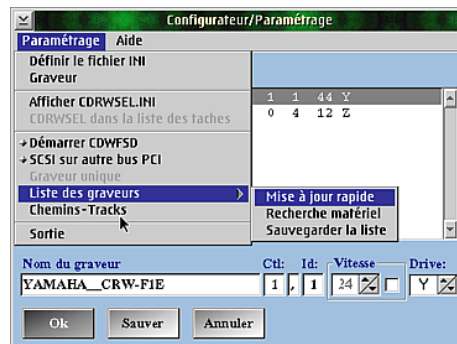 Configurateur/Paramétrage
Paramétrage Aide
Définir le fichier INI
Graveur
Afficher CDRWSEL.INI
CDRWSEL dans la liste des taches
Démarrer CDWFSD
SCSI sur autre bus PCI
Graveur unique
Liste des graveurs
Chemins-Tracks
Sortie
1 1 44 Y
0 4 12 Z
Mise à jour rapide
Recherche matériel
Sauvegarder la liste
Nom du graveur Ctl: Id: Vitesse Drive:
YAMAHA__CRW-F1E 1 , 1 24 Y
Ok Sauver Annuler